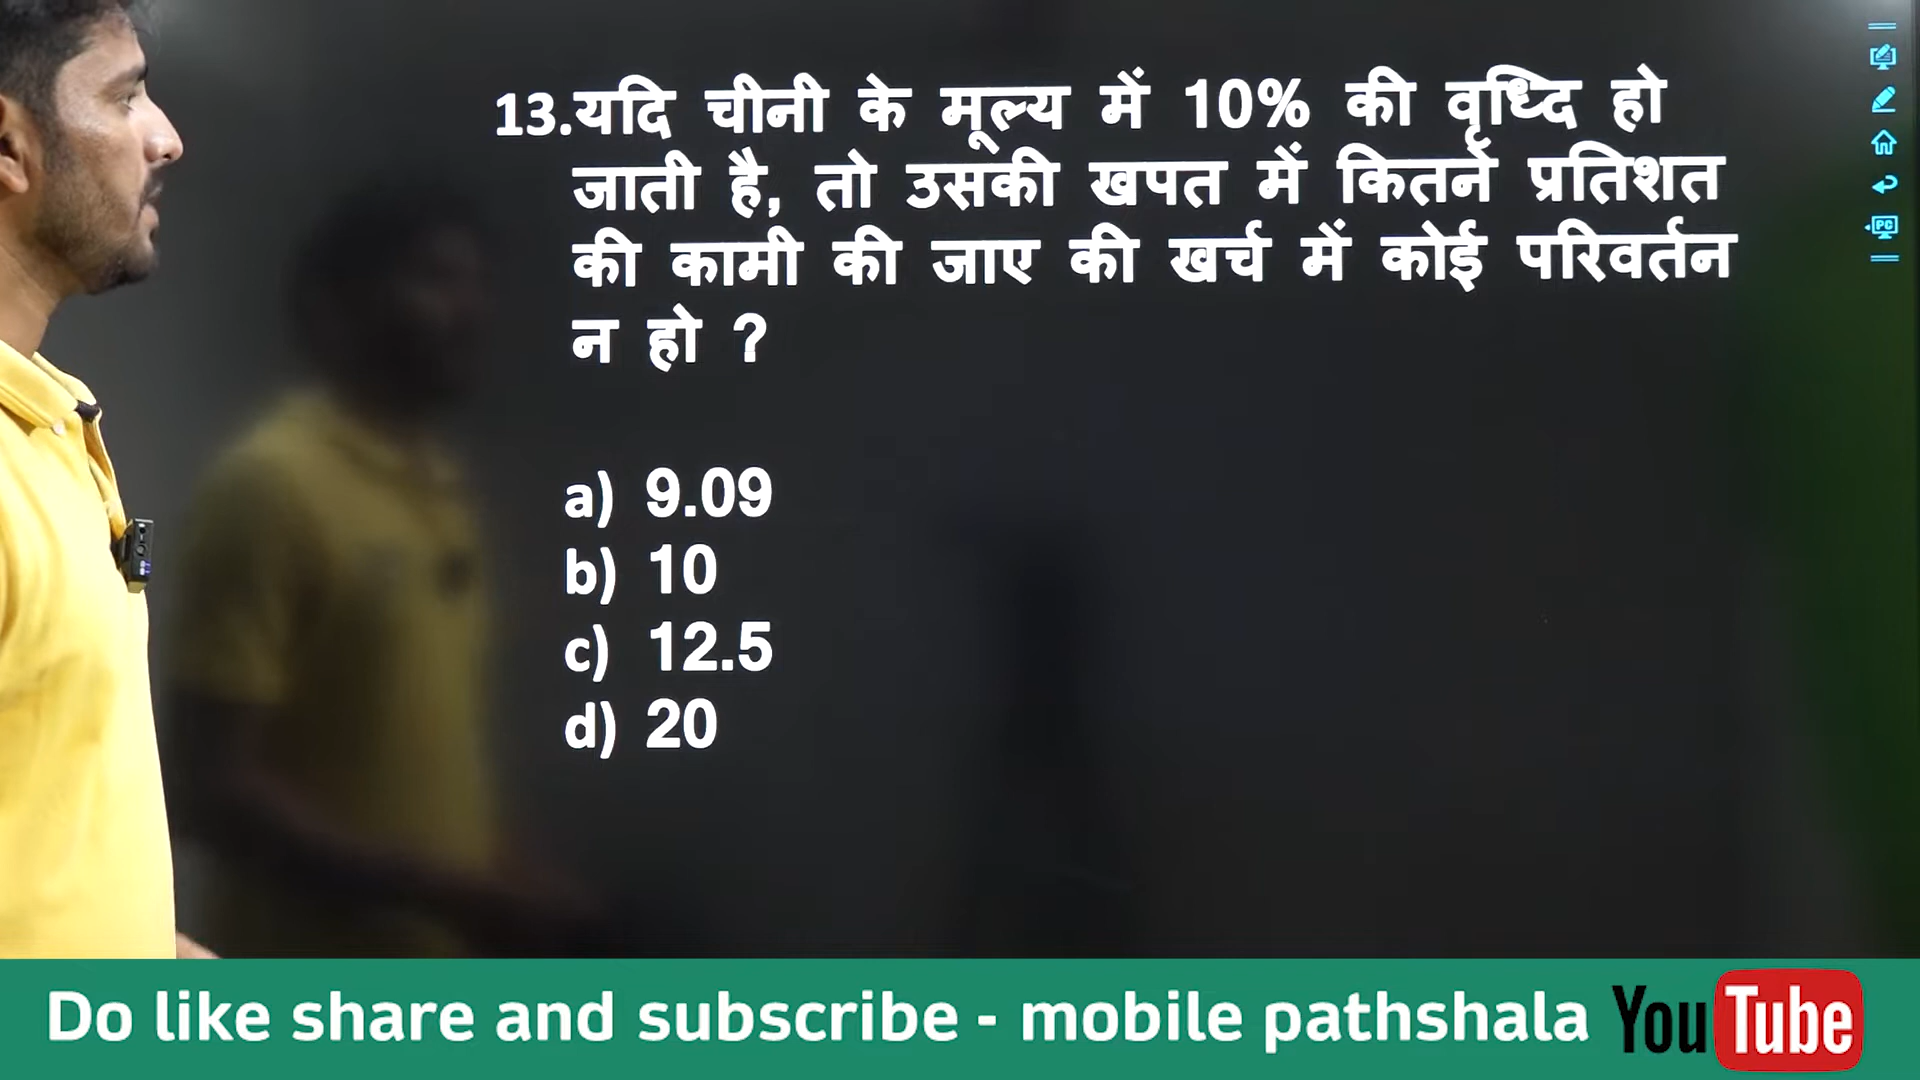 13.यदि चीनी के मूल्य में 10% की वृध्दि हो
जाती है, तो उसकी खपत में कितने प्रतिशत
की कामी की जाए की खर्च में कोई परिवर्तन
न हो ?
a) 9.09
b) 10
c) 12.5
d) 20
PC
Do like share and subscribe - mobile pathshala YouTube